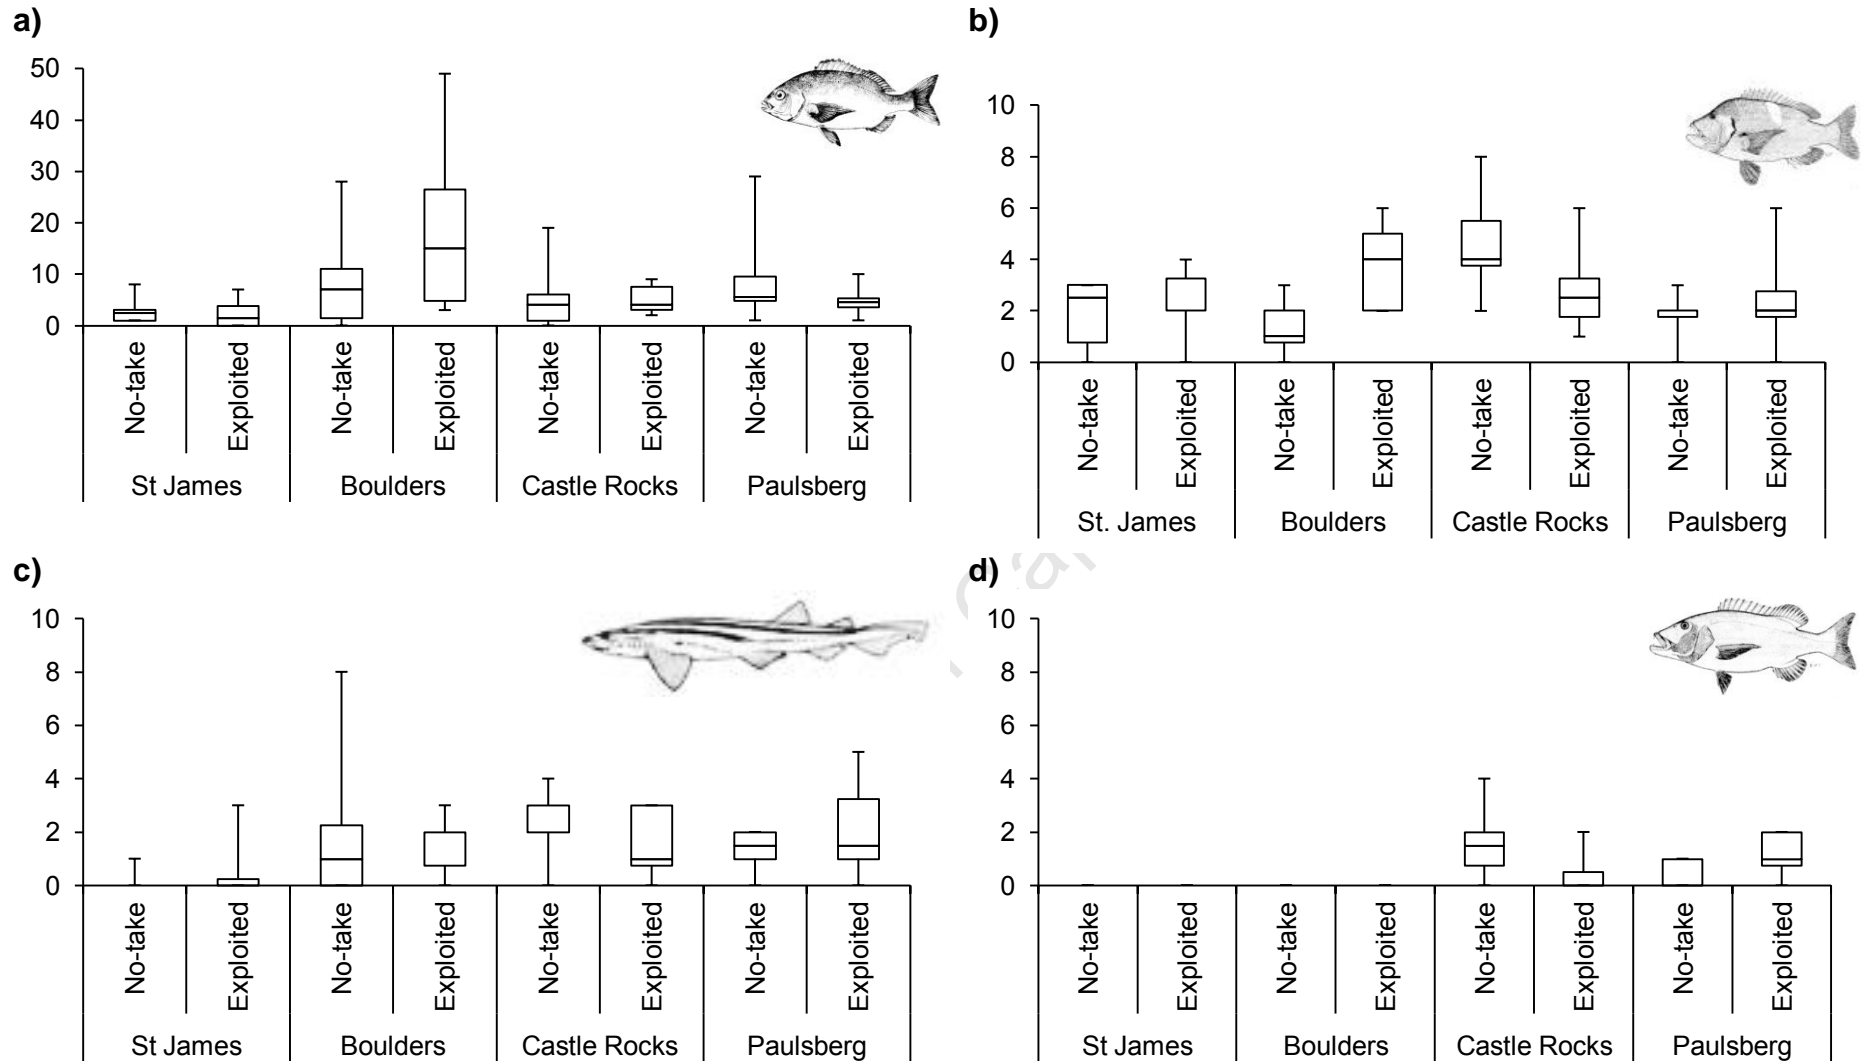 a)
50
40
30
20
10
0
No-take
Exploited
No-take
Exploited
No-take
Exploited
No-take
Exploited
St James
Boulders
Castle Rocks
Paulsberg
b)
10
8
6
4
2
0
No-take
Exploited
No-take
Exploited
No-take
Exploited
No-take
Exploited
St. James
Boulders
Castle Rocks
Paulsberg
c)
10
8
6
4
2
0
No-take
Exploited
No-take
Exploited
No-take
Exploited
No-take
Exploited
St James
Boulders
Castle Rocks
Paulsberg
d)
10
8
6
4
2
0
No-take
Exploited
No-take
Exploited
No-take
Exploited
No-take
Exploited
St James
Boulders
Castle Rocks
Paulsberg